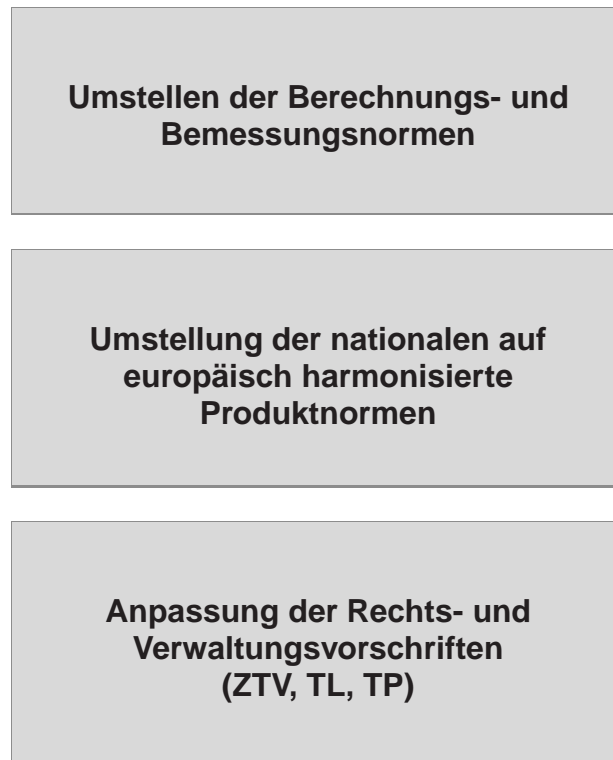 Umstellen der Berechnungs- und
Bemessungsnormen
Umstellung der nationalen auf
europäisch harmonisierte
Produktnormen
Anpassung der Rechts- und
Verwaltungsvorschriften
(ZTV, TL, TP)